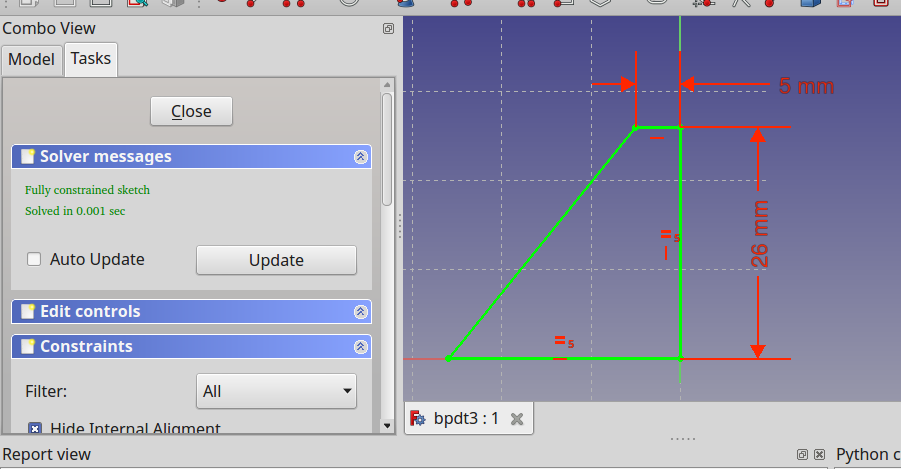 Combo View
Model Tasks
Close
Solver messages
Fully constrained sketch
Solved in 0.001 sec
Auto Update
Update
Edit controls
Constraints
Filter:
All
Hide Internal Aligment
5 mm
26 mm
5
5
bpdt3 : 1
Report view
Python c